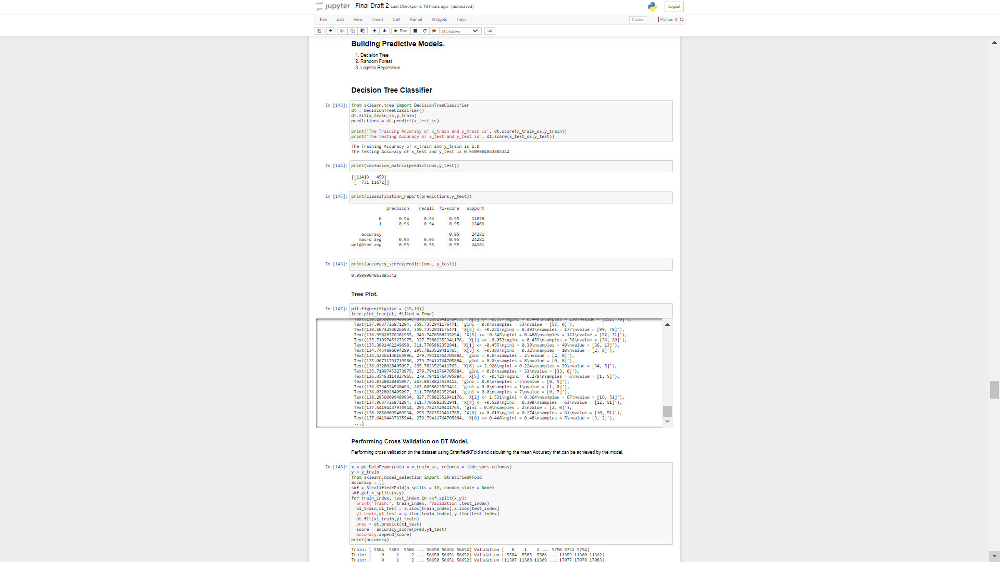 jupyter Final Draft 2 Last Checkpoint: 18 hours ago (autosaved)
Logout
File Edit View Insert Cell Kernel Widgets Help
Trusted Python 3
Run Markdown
Building Predictive Models.
1. Decision Tree
2. Random Forest
3. Logistic Regression
Decision Tree Classifier
In [143]: from sklearn.tree import DecisionTreeClassifier
dt = DecisionTreeClassifier()
dt.fit(x_train_ss,y_train)
predictions = dt.predict(x_test_ss)
print('The Training Accuracy of x_train and y_train is', dt.score(x_train_ss,y_train))
print("The Testing Accuracy of x_test and y_test is", dt.score(x_test_ss,y_test))
The Training Accuracy of x_train and y_train is 1.0
The Testing Accuracy of x_test and y_test is 0.9509904863885342
In [144]: print(confusion_matrix(predictions,y_test))
[[11419 459]
[ 731 11672]]
In [145]: print(classification_report(predictions,y_test))
precision recall f1-score support
0 0.94 0.96 0.95 11878
1 0.96 0.94 0.95 12403
accuracy 0.95 24281
macro avg 0.95 0.95 0.95 24281
weighted avg 0.95 0.95 0.95 24281
In [146]: print(accuracy_score(predictions, y_test))
0.9509904863885342
Tree Plot.
In [147]: plt.figure(figsize = (15,10))
tree.plot_tree(dt, filled = True)
Text(138.28560099489934, 375.72352941176473, 'X[5] <= -0.557\ngini = 0.448\nsamples = 230\nvalue = [152, 78]'),
Text(137.9637726871294, 359.7352941176471, 'gini = 0.0\nsamples = 53\nvalue = [53, 0]'),
Text(138.6074293026693, 359.7352941176471, 'X[5] <= -0.231\ngini = 0.493\nsamples = 177\nvalue = [99, 78]'),
Text(136.99828776381955, 343.7470588235294, 'X[5] <= -0.345\ngini = 0.488\nsamples = 123\nvalue = [52, 71]'),
Text(135.71097453273975, 327.75882352941176, 'X[1] <= -0.053\ngini = 0.459\nsamples = 56\nvalue = [36, 20]'),
Text(135.3891462249698, 311.7705882352941, 'X[1] <= -0.455\ngini = 0.39\nsamples = 49\nvalue = [36, 13]'),
Text(134.7454896094299, 295.7823529411765, 'X[5] <= -0.383\ngini = 0.32\nsamples = 10\nvalue = [2, 8]'),
Text(134.42366130165996, 279.79411764705884, 'gini = 0.0\nsamples = 2\nvalue = [2, 0]'),
Text(135.06731791719986, 279.79411764705884, 'gini = 0.0\nsamples = 8\nvalue = [0, 8]'),
Text(136.0328028405097, 295.7823529411765, 'X[6] <= 2.926\ngini = 0.224\nsamples = 39\nvalue = [34, 5]'),
Text(135.71097453273975, 279.79411764705884, 'gini = 0.0\nsamples = 33\nvalue = [33, 0]'),
Text(136.35463114827965, 279.79411764705884, 'X[5] <= -0.423\ngini = 0.278\nsamples = 6\nvalue = [1, 5]'),
Text(136.0328028405097, 263.8058823529412, 'gini = 0.0\nsamples = 5\nvalue = [0, 5]'),
Text(136.6764594560496, 263.8058823529412, 'gini = 0.0\nsamples = 1\nvalue = [1, 0]'),
Text(136.0328028405097, 311.7705882352941, 'gini = 0.0\nsamples = 7\nvalue = [0, 7]'),
Text(138.28560099489934, 327.75882352941176, 'X[2] <= 1.531\ngini = 0.364\nsamples = 67\nvalue = [16, 51]'),
Text(137.9637726871294, 311.7705882352941, 'X[4] <= -0.528\ngini = 0.308\nsamples = 63\nvalue = [12, 51]'),
Text(137.64194437935944, 295.7823529411765, 'gini = 0.0\nsamples = 2\nvalue = [2, 0]'),
Text(138.28560099489934, 295.7823529411765, 'X[6] <= 0.619\ngini = 0.274\nsamples = 61\nvalue = [10, 51]'),
Text(137.64194437935944, 279.79411764705884, 'X[6] <= 0.448\ngini = 0.48\nsamples = 5\nvalue = [3, 2]'),
...]
Performing Cross Validation on DT Model.
Performing cross validation on the dataset using StratifiedKFold and calculating the mean Accuracy that can be achieved by the model.
In [148]: x = pd.DataFrame(data = x_train_ss, columns = inde_vars.columns)
y = y_train
from sklearn.model_selection import StratifiedKFold
accuracy = []
skf = StratifiedKFold(n_splits = 10, random_state = None)
skf.get_n_splits(x,y)
for train_index, test_index in skf.split(x,y):
print('Train:', train_index, 'Validation',test_index)
x1_train,x1_test = x.iloc[train_index],x.iloc[test_index]
y1_train,y1_test = y.iloc[train_index],y.iloc[test_index]
dt.fit(x1_train,y1_train)
pred = dt.predict(x1_test)
score = accuracy_score(pred,y1_test)
accuracy.append(score)
print(accuracy)
Train: [ 5584 5585 5586 ... 56650 56651 56652] Validation [ 0 1 2 ... 5750 5751 5754]
Train: [ 0 1 2 ... 56650 56651 56652] Validation [ 5584 5585 5586 ... 11359 11360 11362]
Train: [ 0 1 2 ... 56650 56651 56652] Validation [11307 11308 11309 ... 17077 17078 17083]